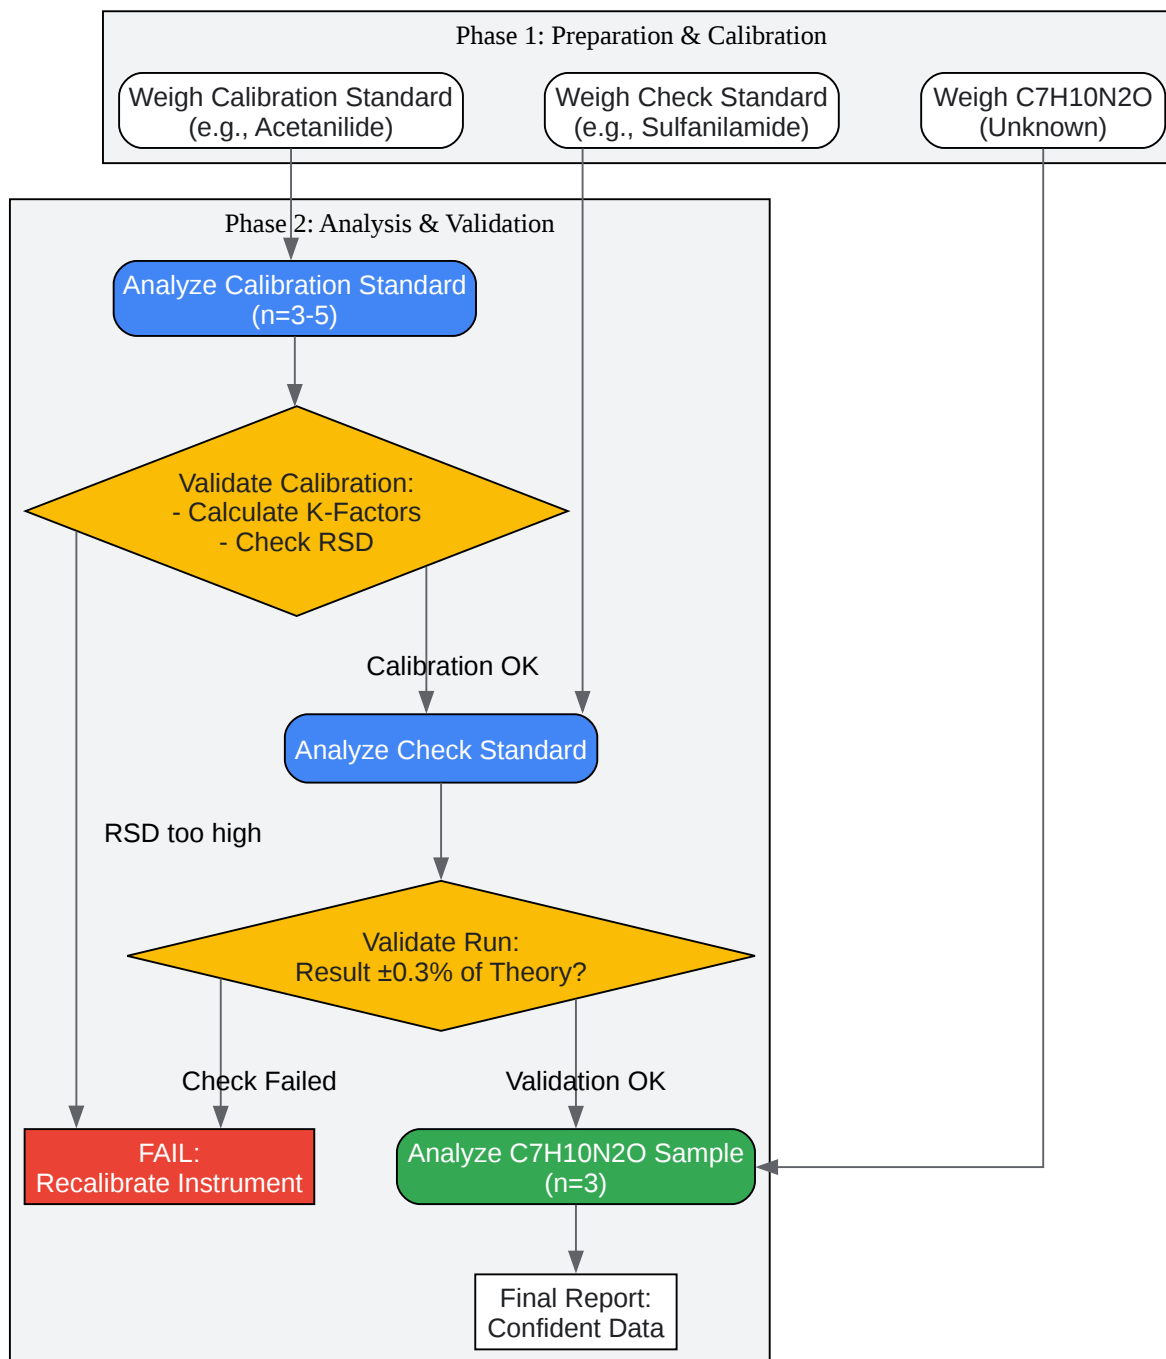 Phase 1: Preparation & Calibration
Weigh Calibration Standard
(e.g., Acetanilide)
Weigh Check Standard
(e.g., Sulfanilamide)
Weigh C7H10N2O
(Unknown)
Phase 2: Analysis & Validation
Analyze Calibration Standard
(n=3-5)
Validate Calibration:
- Calculate K-Factors
- Check RSD
Calibration OK
Analyze Check Standard
RSD too high
Validate Run:
Result ±0.3% of Theory?
Check Failed
Validation OK
FAIL:
Recalibrate Instrument
Analyze C7H10N2O Sample
(n=3)
Final Report:
Confident Data